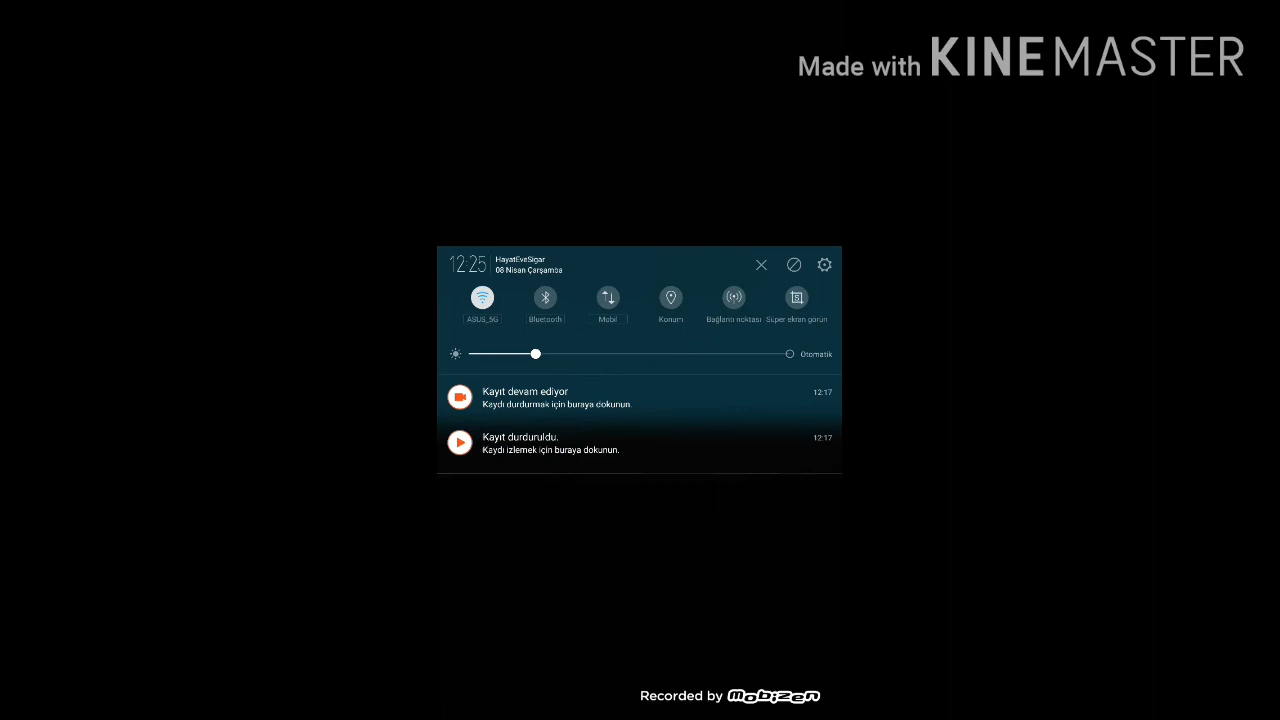 Made with KINEMASTER
12:25 HayatEveSigar
08 Nisan Çarşamba
ASUS_5G Bluetooth Mobil Konum Bağlantı noktası Süper ekran görün
Otomatik
Kayıt devam ediyor 12:17
Kaydı durdurmak için buraya dokunun.
Kayıt durduruldu. 12:17
Kaydı izlemek için buraya dokunun.
Recorded by Mobizen